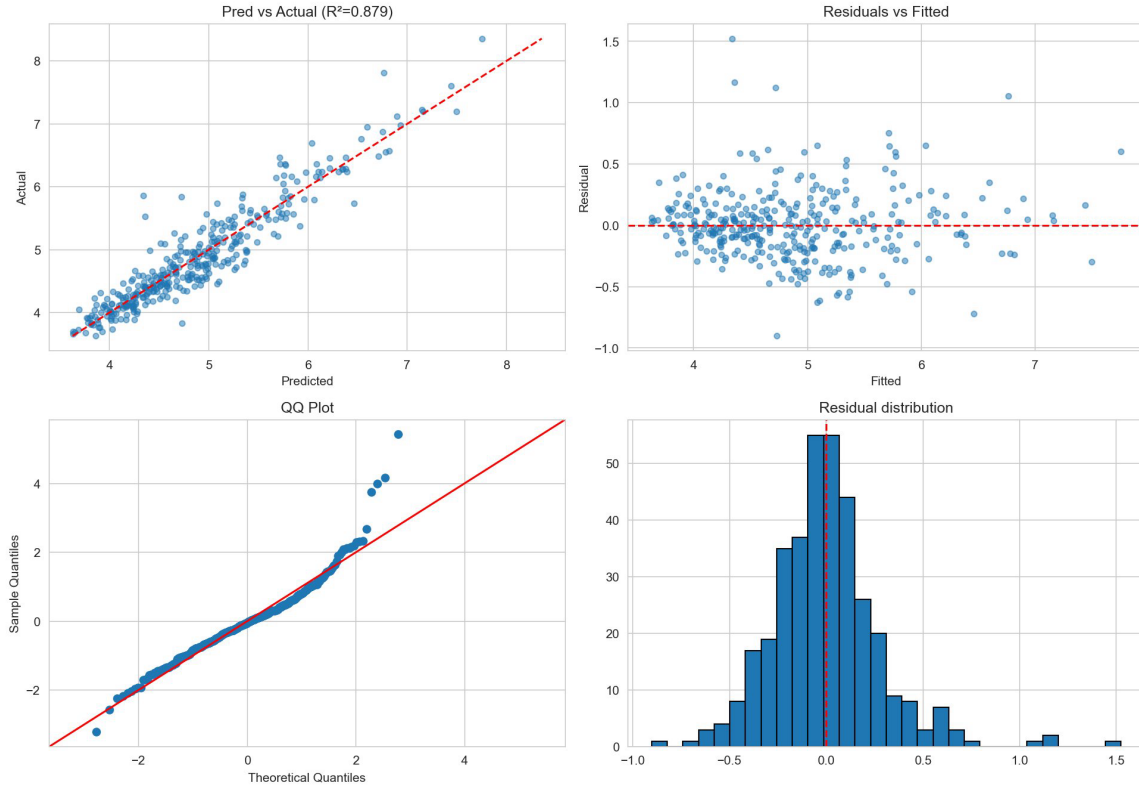 Pred vs Actual (R²=0.879)
8
7
6
5
4
Actual
4 5 6 7 8
Predicted
Residuals vs Fitted
1.5
1.0
0.5
0.0
−0.5
−1.0
Residual
4 5 6 7
Fitted
QQ Plot
4
2
0
−2
Sample Quantiles
−2 0 2 4
Theoretical Quantiles
Residual distribution
50
40
30
20
10
0
−1.0 −0.5 0.0 0.5 1.0 1.5